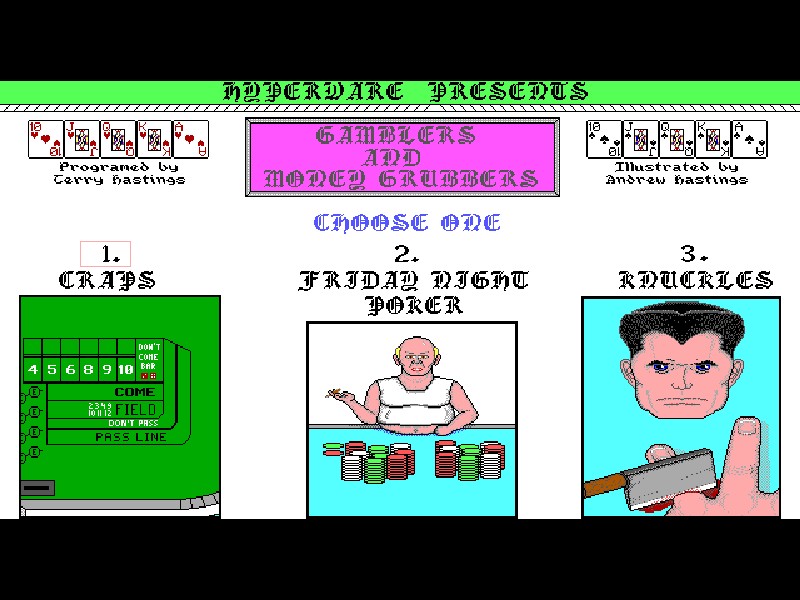 HYPERWARE PRESENTS
10 J Q K A
GAMBLERS
AND
MONEY GRUBBERS
10 J Q K A
Programed by
Terry Hastings
Illustrated by
Andrew Hastings
CHOOSE ONE
1.
CRAPS
2.
FRIDAY NIGHT
POKER
3.
KNUCKLES
DON'T
COME
BAR
4 5 6 8 9 10
COME
2 3 4 9
10 11 12 FIELD
DON'T PASS
PASS LINE